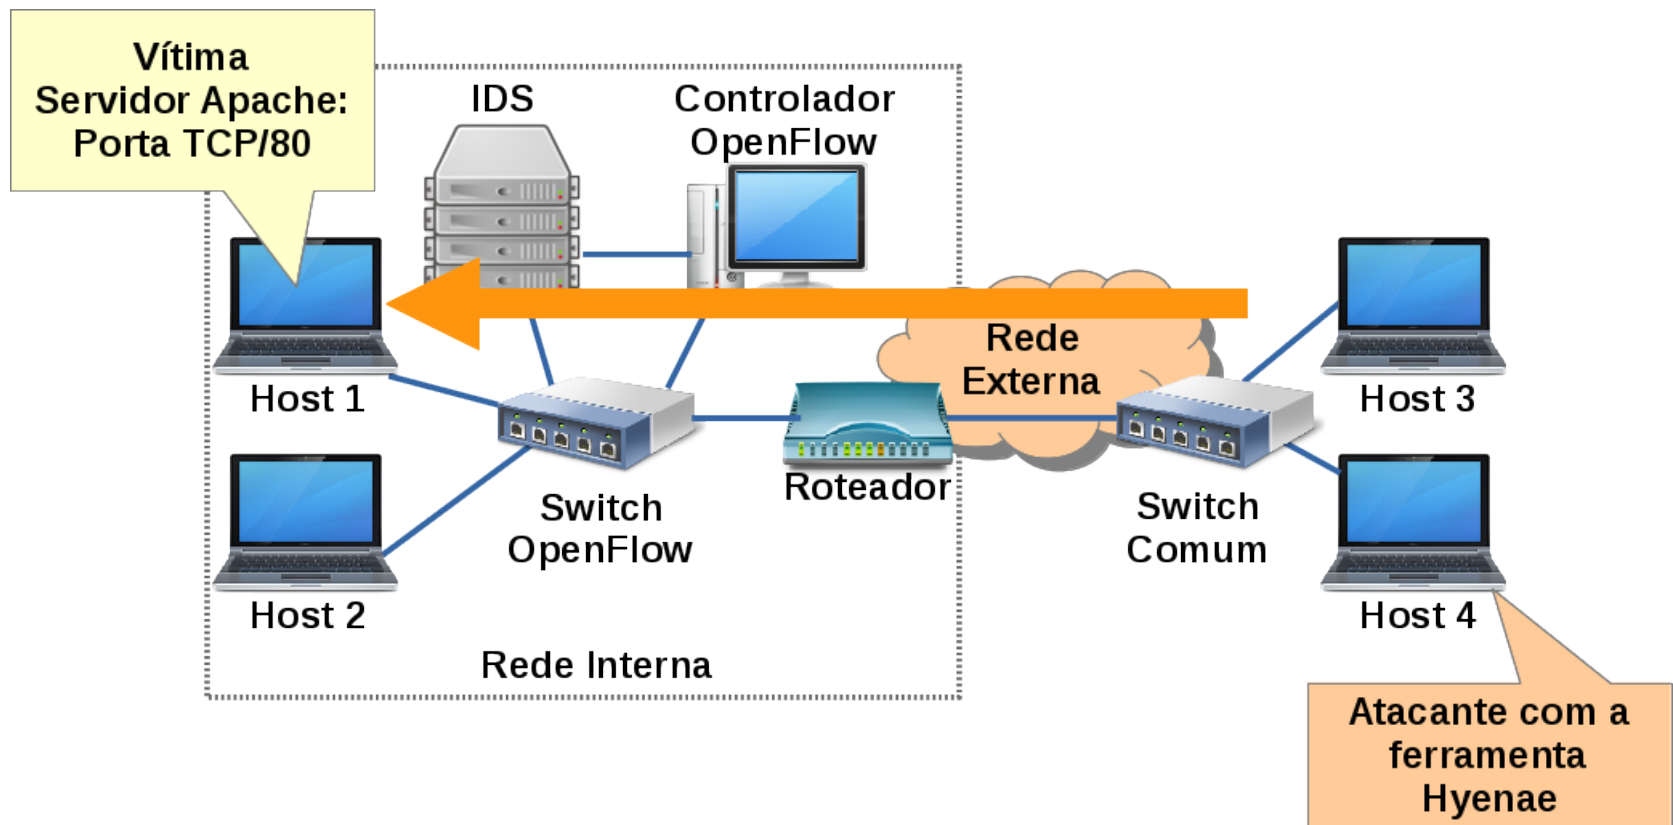 Vítima
Servidor Apache:
Porta TCP/80
IDS
Controlador
OpenFlow
Rede
Externa
Host 1
Host 3
Roteador
Switch
OpenFlow
Switch
Comum
Host 2
Host 4
Rede Interna
Atacante com a
ferramenta
Hyenae